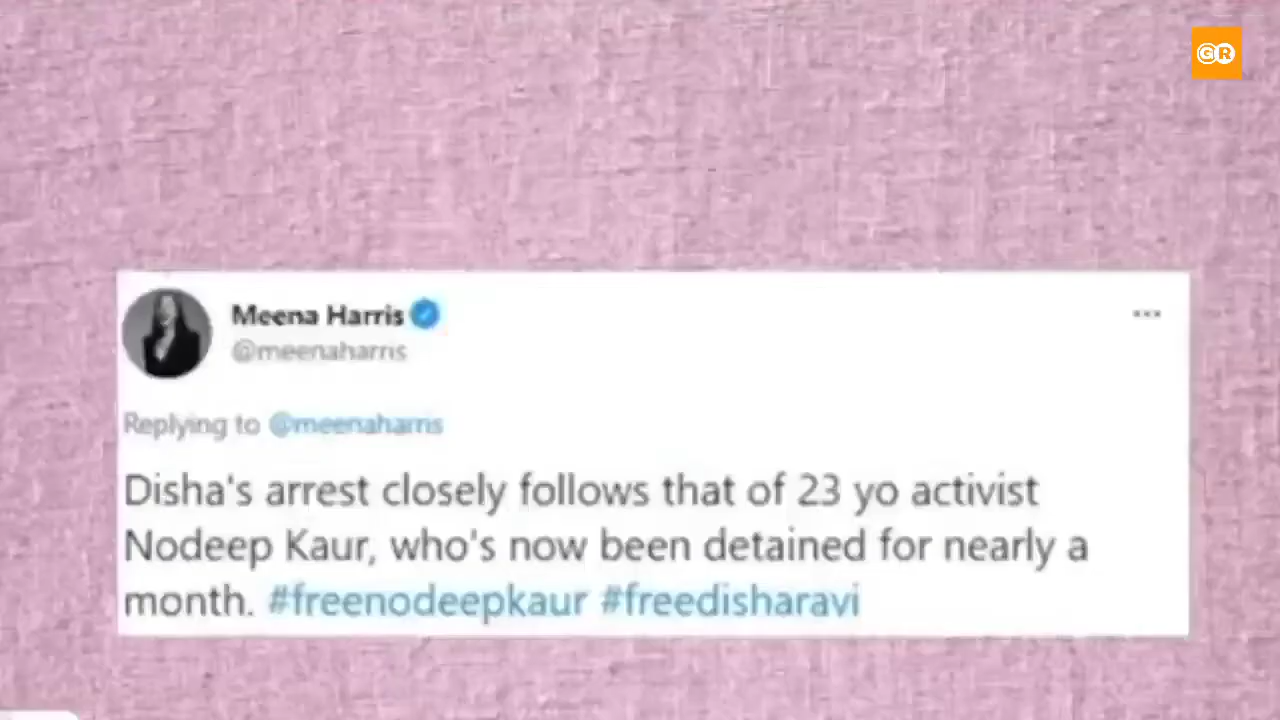 GR
Meena Harris
@meenaharris
Replying to @meenaharris
Disha's arrest closely follows that of 23 yo activist
Nodeep Kaur, who's now been detained for nearly a
month. #freenodeepkaur #freedisharavi